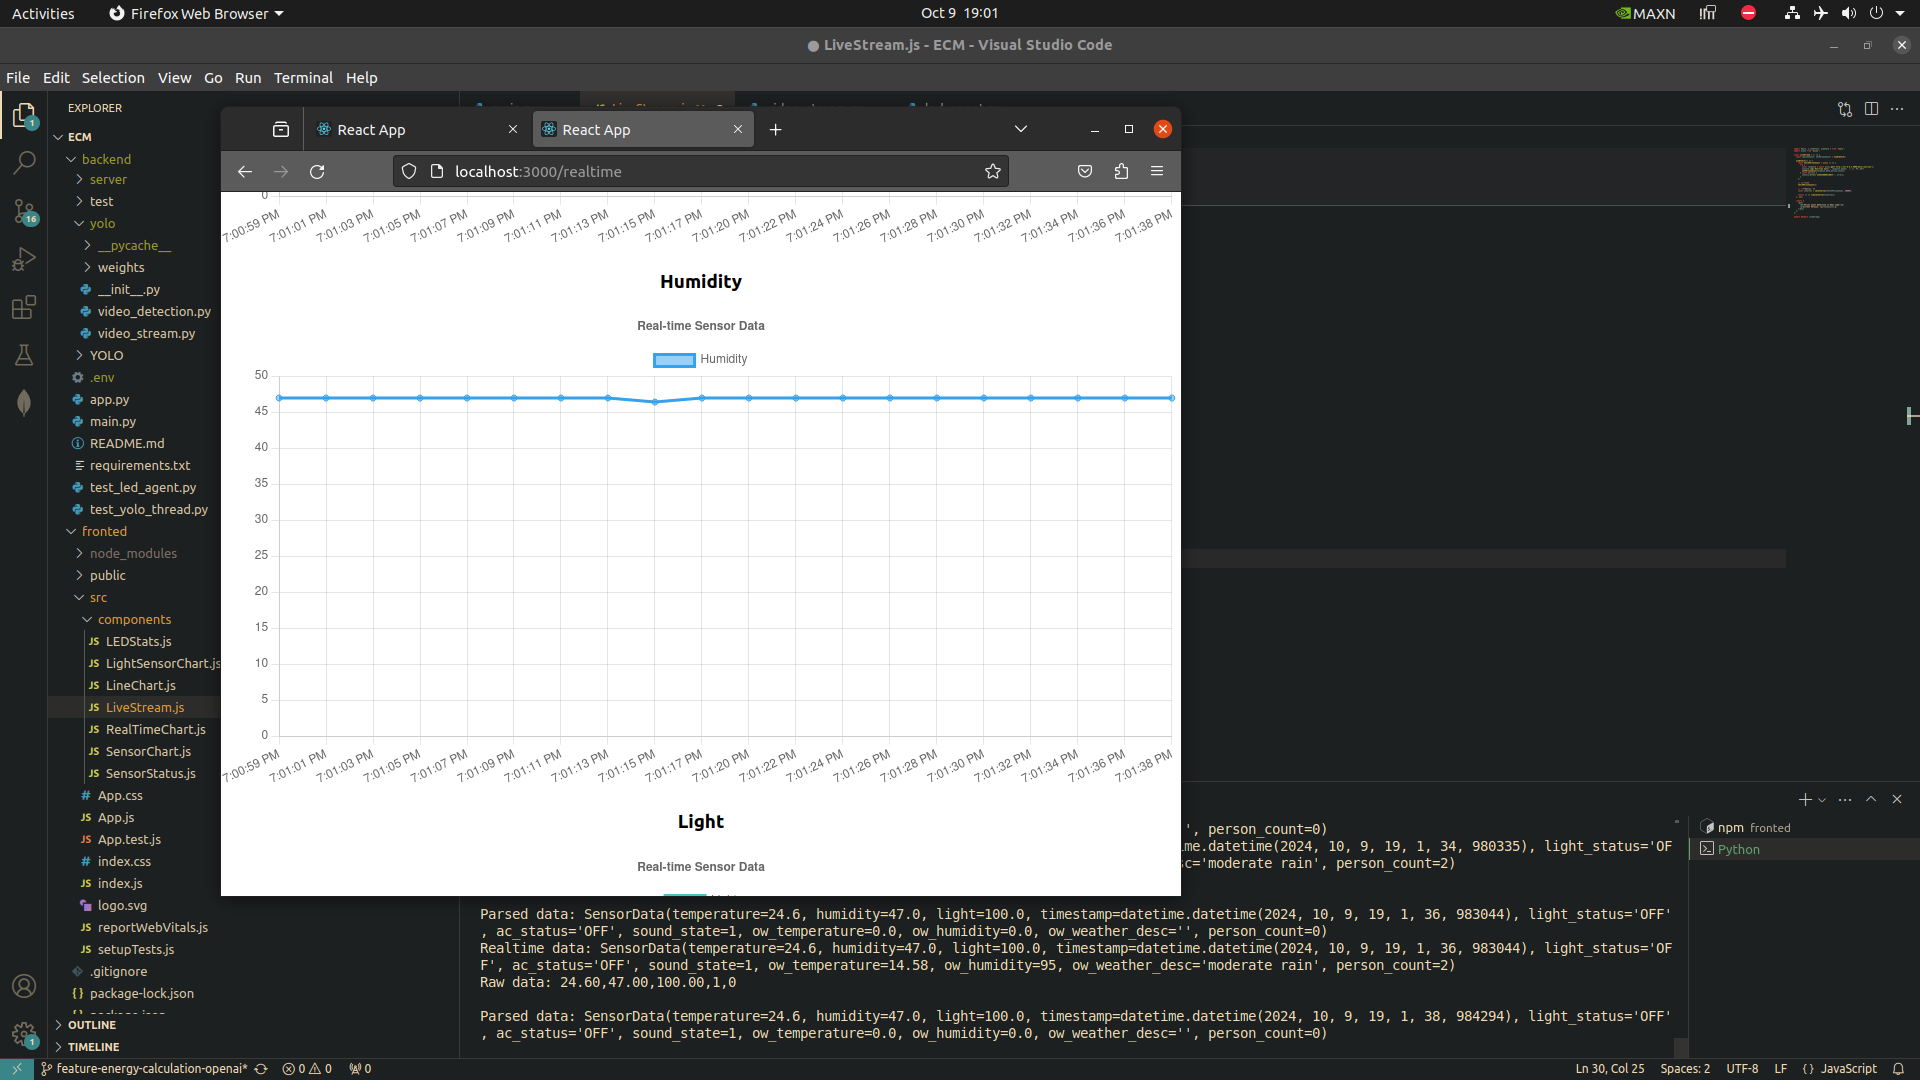 Activities
Firefox Web Browser
Oct 9 19:01
MAXN
LiveStream.js - ECM - Visual Studio Code
File Edit Selection View Go Run Terminal Help
EXPLORER
ECM
backend
server
test
yolo
__pycache__
weights
__init__.py
video_detection.py
video_stream.py
YOLO
.env
app.py
main.py
README.md
requirements.txt
test_led_agent.py
test_yolo_thread.py
fronted
node_modules
public
src
components
LEDStats.js
LightSensorChart.js
LineChart.js
LiveStream.js
RealTimeChart.js
SensorChart.js
SensorStatus.js
App.css
App.js
App.test.js
index.css
index.js
logo.svg
reportWebVitals.js
setupTests.js
.gitignore
package-lock.json
OUTLINE
TIMELINE
React App
React App
localhost:3000/realtime
0
7:00:59 PM 7:01:01 PM 7:01:03 PM 7:01:05 PM 7:01:07 PM 7:01:09 PM 7:01:11 PM 7:01:13 PM 7:01:15 PM 7:01:17 PM 7:01:20 PM 7:01:22 PM 7:01:24 PM 7:01:26 PM 7:01:28 PM 7:01:30 PM 7:01:32 PM 7:01:34 PM 7:01:36 PM 7:01:38 PM
Humidity
Real-time Sensor Data
Humidity
50
45
40
35
30
25
20
15
10
5
0
7:00:59 PM 7:01:01 PM 7:01:03 PM 7:01:05 PM 7:01:07 PM 7:01:09 PM 7:01:11 PM 7:01:13 PM 7:01:15 PM 7:01:17 PM 7:01:20 PM 7:01:22 PM 7:01:24 PM 7:01:26 PM 7:01:28 PM 7:01:30 PM 7:01:32 PM 7:01:34 PM 7:01:36 PM 7:01:38 PM
Light
Real-time Sensor Data
', person_count=0)
ime.datetime(2024, 10, 9, 19, 1, 34, 980335), light_status='OF
c='moderate rain', person_count=2)
Parsed data: SensorData(temperature=24.6, humidity=47.0, light=100.0, timestamp=datetime.datetime(2024, 10, 9, 19, 1, 36, 983044), light_status='OFF'
, ac_status='OFF', sound_state=1, ow_temperature=0.0, ow_humidity=0.0, ow_weather_desc='', person_count=0)
Realtime data: SensorData(temperature=24.6, humidity=47.0, light=100.0, timestamp=datetime.datetime(2024, 10, 9, 19, 1, 36, 983044), light_status='OF
F', ac_status='OFF', sound_state=1, ow_temperature=14.58, ow_humidity=95, ow_weather_desc='moderate rain', person_count=2)
Raw data: 24.60,47.00,100.00,1,0
Parsed data: SensorData(temperature=24.6, humidity=47.0, light=100.0, timestamp=datetime.datetime(2024, 10, 9, 19, 1, 38, 984294), light_status='OFF'
, ac_status='OFF', sound_state=1, ow_temperature=0.0, ow_humidity=0.0, ow_weather_desc='', person_count=0)
npm fronted
Python
1
16
1
feature-energy-calculation-openai*
0 0
0
Ln 30, Col 25
Spaces: 2
UTF-8
LF
{ } JavaScript